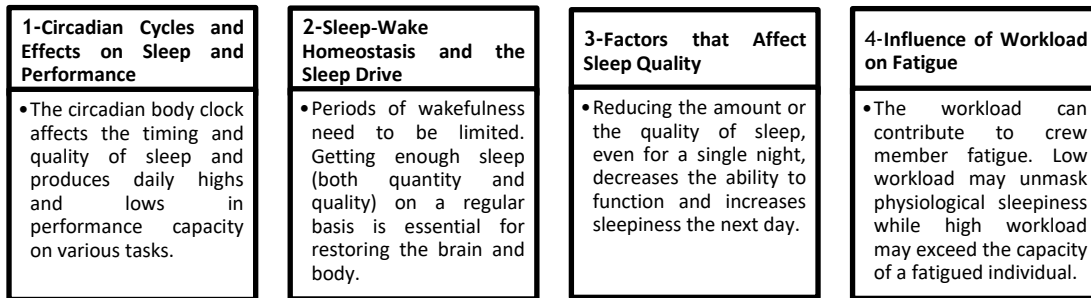 1-Circadian Cycles and
Effects on Sleep and
Performance
•The circadian body clock
affects the timing and
quality of sleep and
produces daily highs
and lows in
performance capacity
on various tasks.
2-Sleep-Wake
Homeostasis and the
Sleep Drive
•Periods of wakefulness
need to be limited.
Getting enough sleep
(both quantity and
quality) on a regular
basis is essential for
restoring the brain and
body.
3-Factors that Affect
Sleep Quality
•Reducing the amount or
the quality of sleep,
even for a single night,
decreases the ability to
function and increases
sleepiness the next day.
4-Influence of Workload
on Fatigue
•The workload can
contribute to crew
member fatigue. Low
workload may unmask
physiological sleepiness
while high workload
may exceed the capacity
of a fatigued individual.